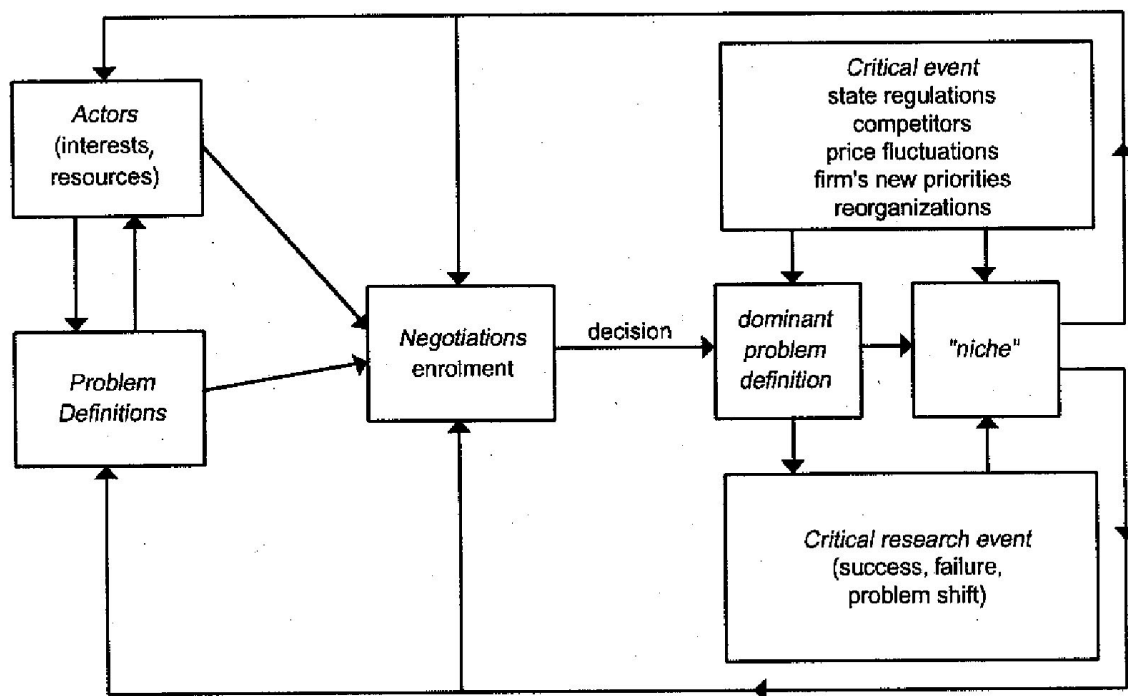 Actors
(interests,
resources)
Problem
Definitions
Negotiations
enrolment
decision
Critical event
state regulations
competitors
price fluctuations
firm's new priorities
reorganizations
dominant
problem
definition
"niche"
Critical research event
(success, failure,
problem shift)